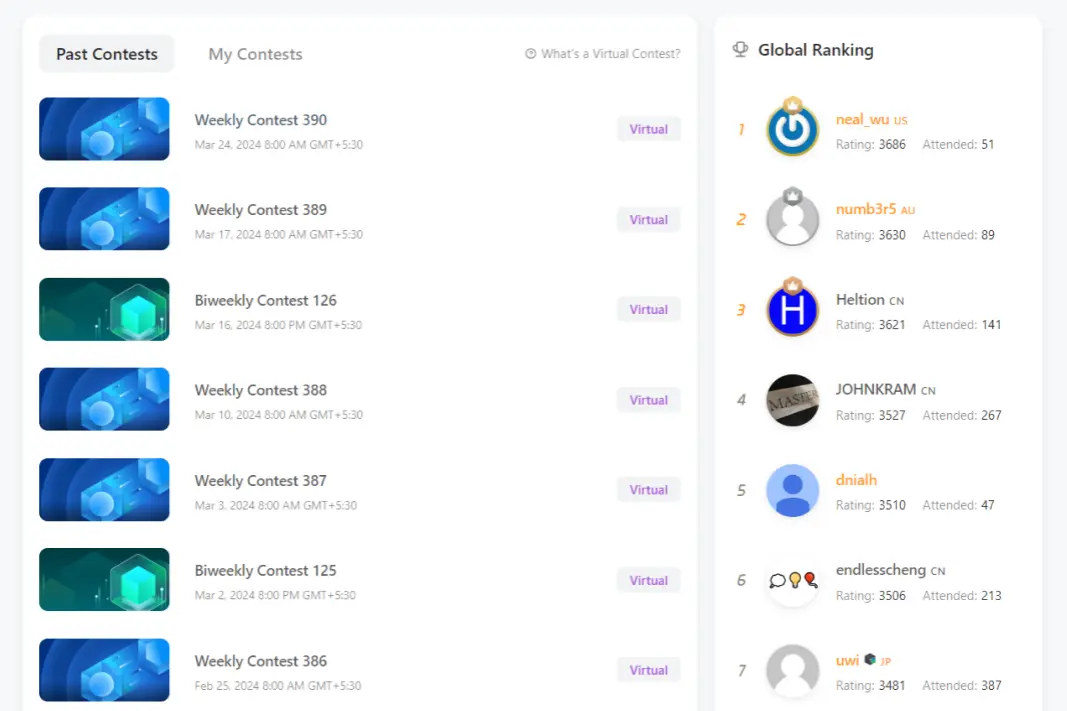 Past Contests
My Contests
What's a Virtual Contest?
Weekly Contest 390
Mar 24, 2024 8:00 AM GMT+5:30
Virtual
Weekly Contest 389
Mar 17, 2024 8:00 AM GMT+5:30
Virtual
Biweekly Contest 126
Mar 16, 2024 8:00 PM GMT+5:30
Virtual
Weekly Contest 388
Mar 10, 2024 8:00 AM GMT+5:30
Virtual
Weekly Contest 387
Mar 3, 2024 8:00 AM GMT+5:30
Virtual
Biweekly Contest 125
Mar 2, 2024 8:00 PM GMT+5:30
Virtual
Weekly Contest 386
Feb 25, 2024 8:00 AM GMT+5:30
Virtual
Global Ranking
1
neal_wu US
Rating: 3686 Attended: 51
2
numb3r5 AU
Rating: 3630 Attended: 89
3
H
Heltion CN
Rating: 3621 Attended: 141
4
MASTER
JOHNKRAM CN
Rating: 3527 Attended: 267
5
dnialh
Rating: 3510 Attended: 47
6
endlesscheng CN
Rating: 3506 Attended: 213
7
uwi JP
Rating: 3481 Attended: 387